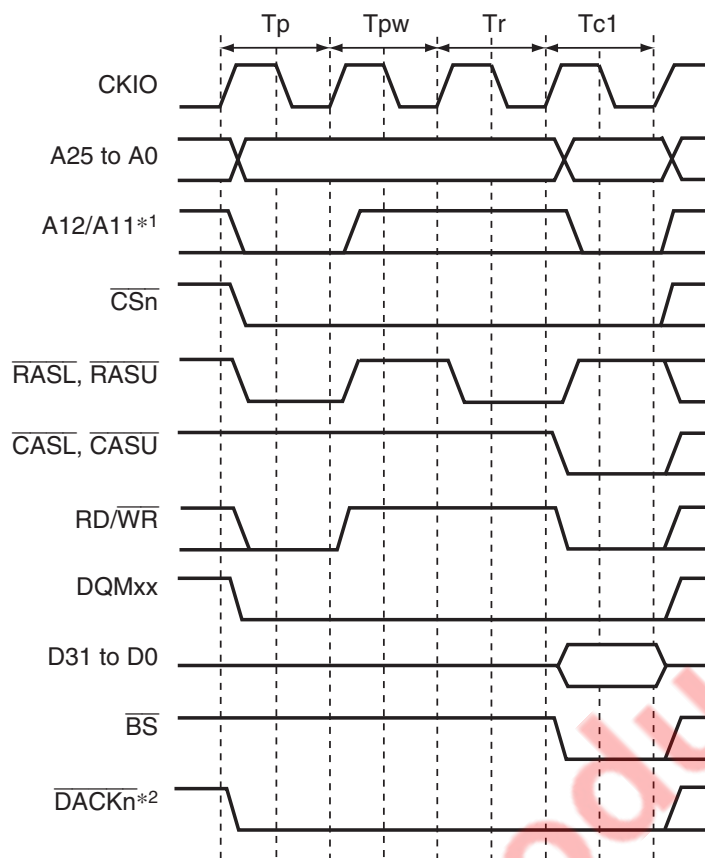 Tp Tpw Tr Tc1
CKIO
A25 to A0
A12/A11*1
CSn
RASL, RASU
CASL, CASU
RD/WR
DQMxx
D31 to D0
BS
DACKn*2
odu